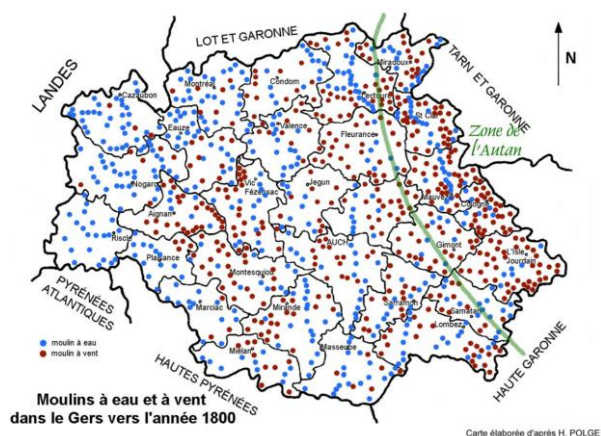 LOT ET GARONNE
N
TARN ET GARONNE
LANDES
Miradoux
Condom
Montréal
Cazaubon
Lectoure
St Clar
Zone de
l'Autan
Valence
Eauze
Fleurance
Mauvezin
Cologne
Nogaro
Vic
Fézensac
Jegun
Aignan
Gimont
L'Isle
Jourdain
Riscle
AUCH
Plaisance
Montesquiou
PYRÉNÉES
ATLANTIQUES
Marciac
Mirande
Saramon
Samatan
Lombez
HAUTE GARONNE
moulin à eau
moulin à vent
Masseube
Miélan
HAUTES PYRÉNÉES
Moulins à eau et à vent
dans le Gers vers l'année 1800
Carte élaborée d'après H. POLGE